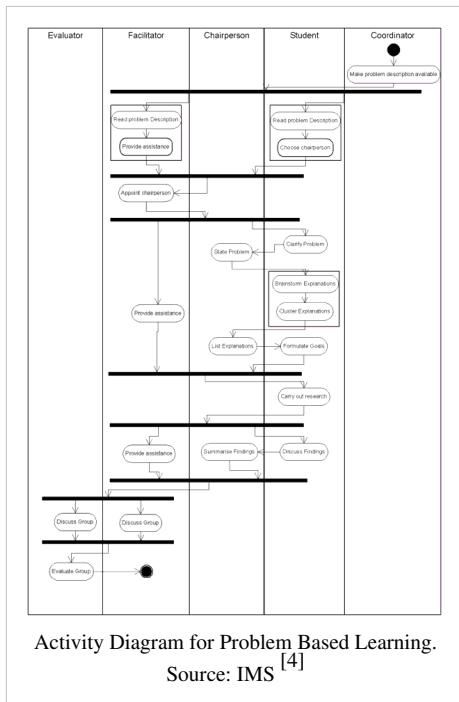 Evaluator Facilitator Chairperson Student Coordinator
Make problem description available
Read problem Description Read problem Description
Provide assistance Choose chairperson
Appoint chairperson
Clarify Problem
State Problem
Brainstorm Explanations
Provide assistance Cluster Explanations
List Explanations Formulate Goals
Carry out research
Provide assistance Summarise Findings Discuss Findings
Discuss Group Discuss Group
Evaluate Group
Activity Diagram for Problem Based Learning.
Source: IMS [4]